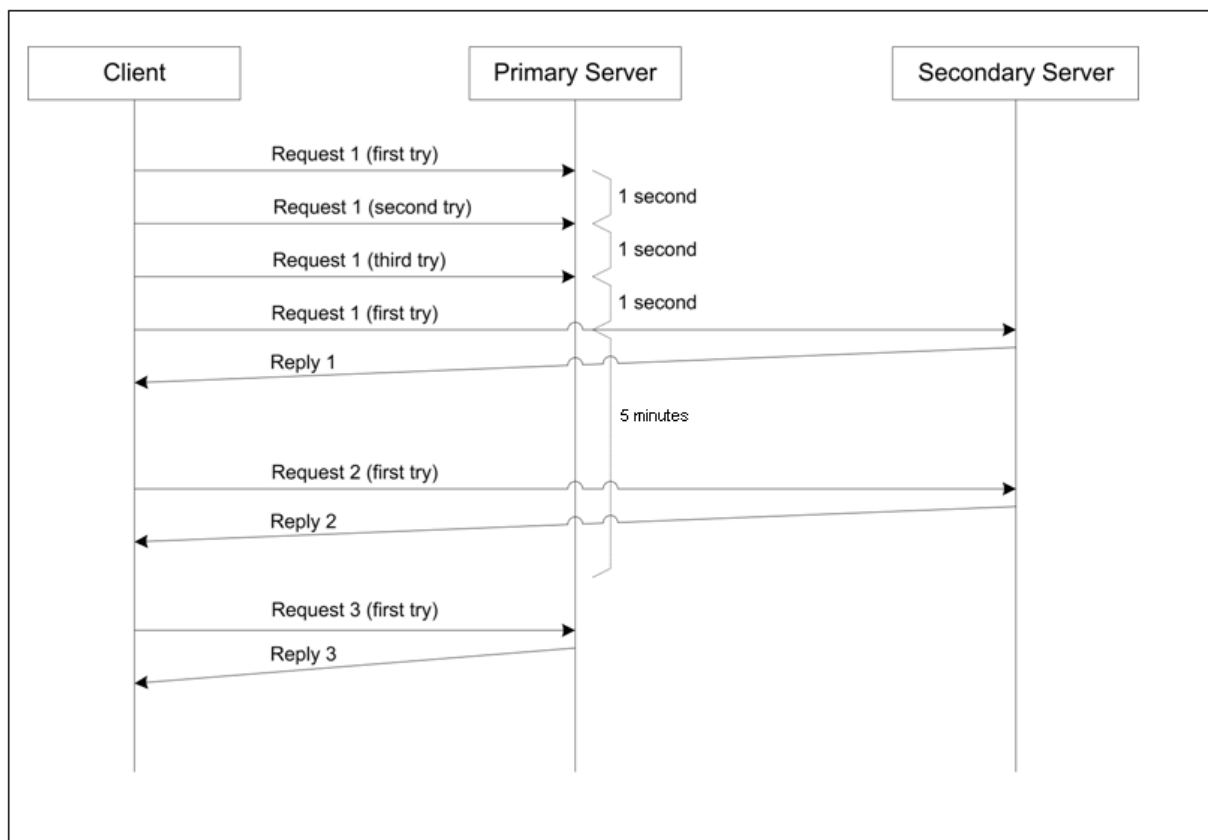 Client
Primary Server
Secondary Server
Request 1 (first try)
1 second
Request 1 (second try)
1 second
Request 1 (third try)
1 second
Request 1 (first try)
Reply 1
5 minutes
Request 2 (first try)
Reply 2
Request 3 (first try)
Reply 3